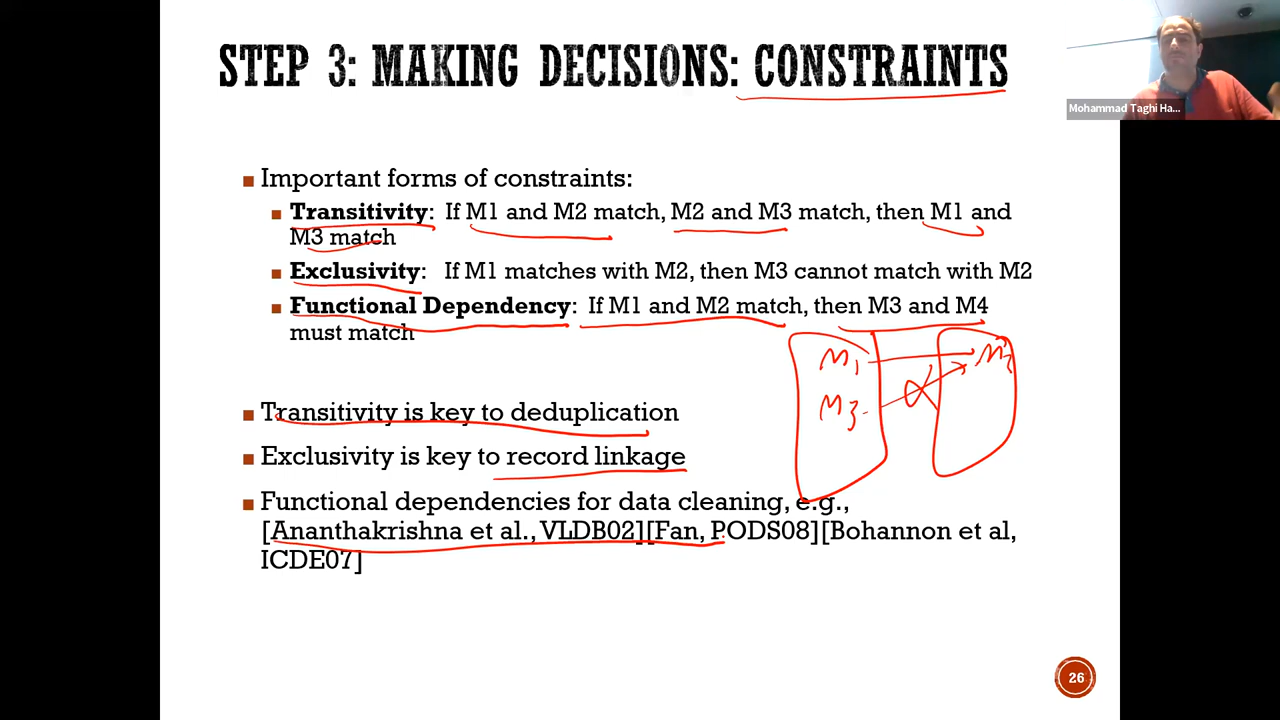 STEP 3: MAKING DECISIONS: CONSTRAINTS
Mohammad Taghi Ha...
Important forms of constraints:
Transitivity: If M1 and M2 match, M2 and M3 match, then M1 and
M3 match
Exclusivity: If M1 matches with M2, then M3 cannot match with M2
Functional Dependency: If M1 and M2 match, then M3 and M4
must match
M1
M2
M3
Transitivity is key to deduplication
Exclusivity is key to record linkage
Functional dependencies for data cleaning, e.g.,
[Ananthakrishna et al., VLDB02][Fan, PODS08][Bohannon et al,
ICDE07]
26